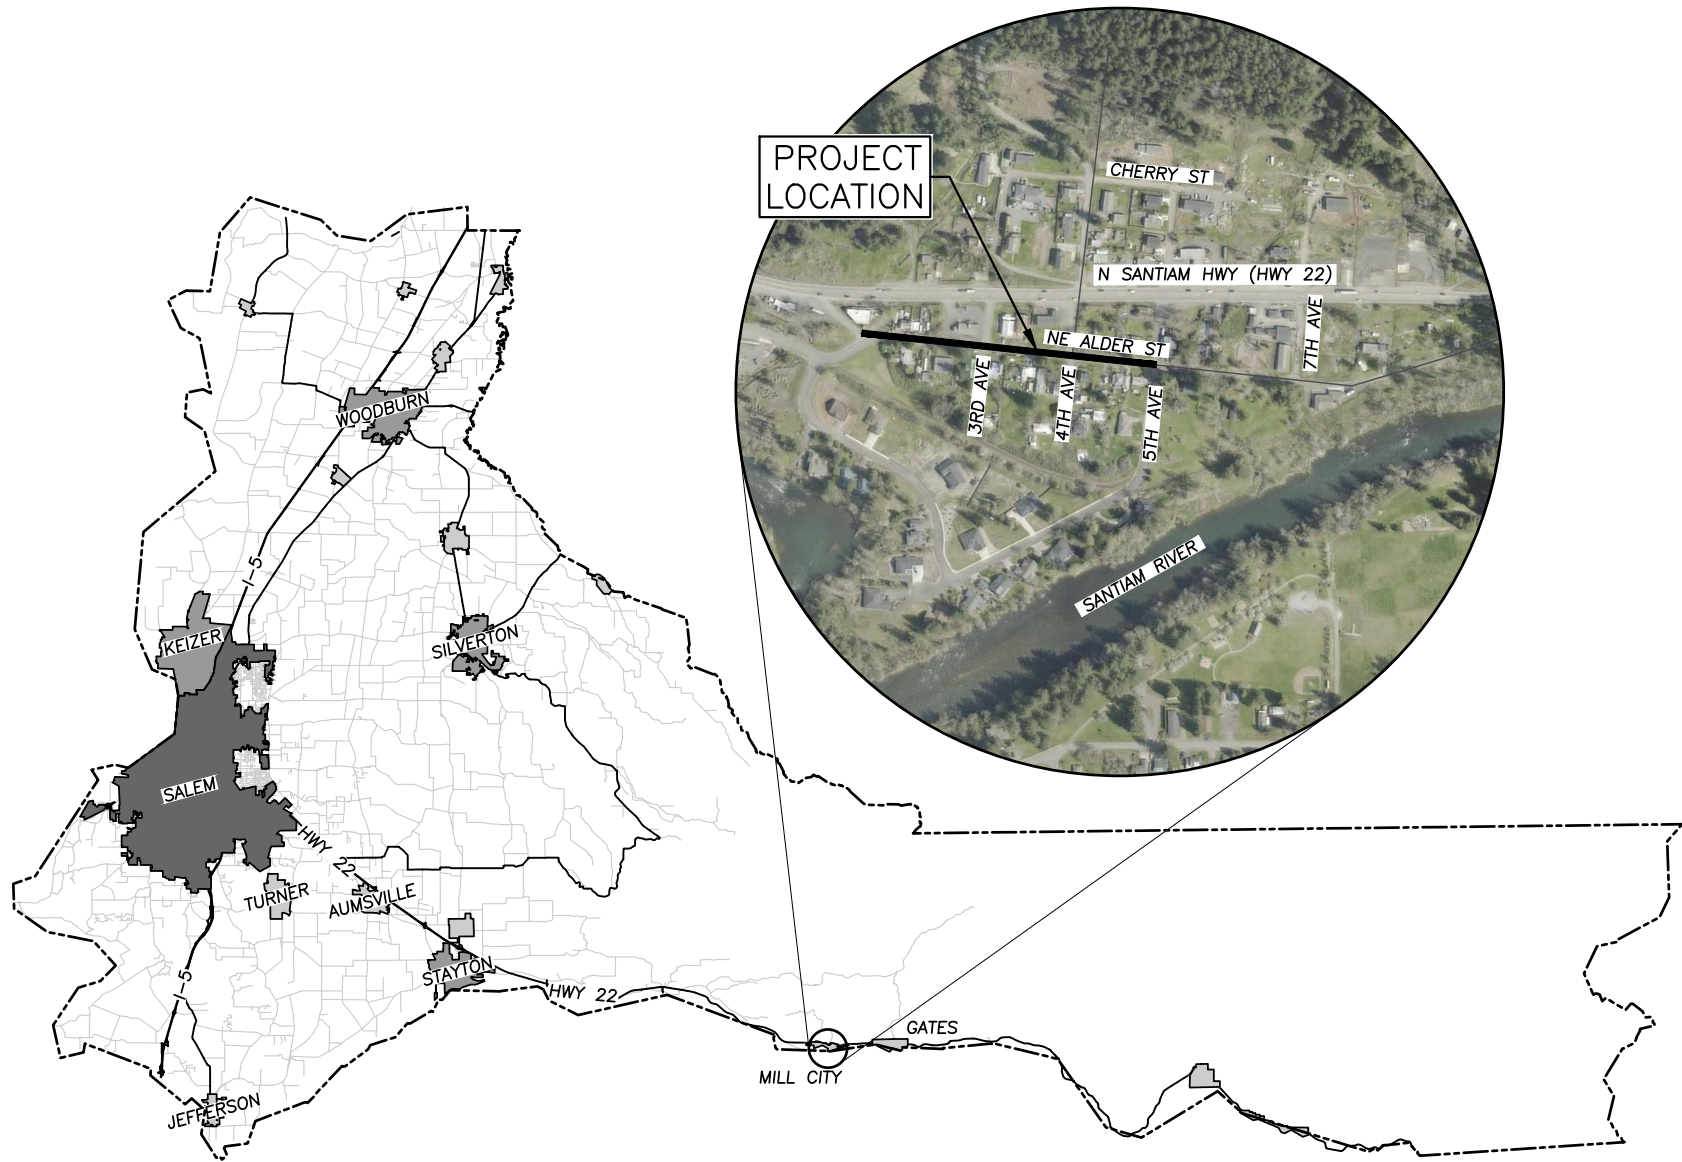 PROJECT
LOCATION
CHERRY ST
N SANTIAM HWY (HWY 22)
7TH AVE
NE ALDER ST
3RD AVE
4TH AVE
5TH AVE
SANTIAM RIVER
WOODBURN
I-5
KEIZER
SILVERTON
SALEM
HWY 22
TURNER
AUMSVILLE
STAYTON
I-5
HWY 22
GATES
MILL CITY
JEFFERSON